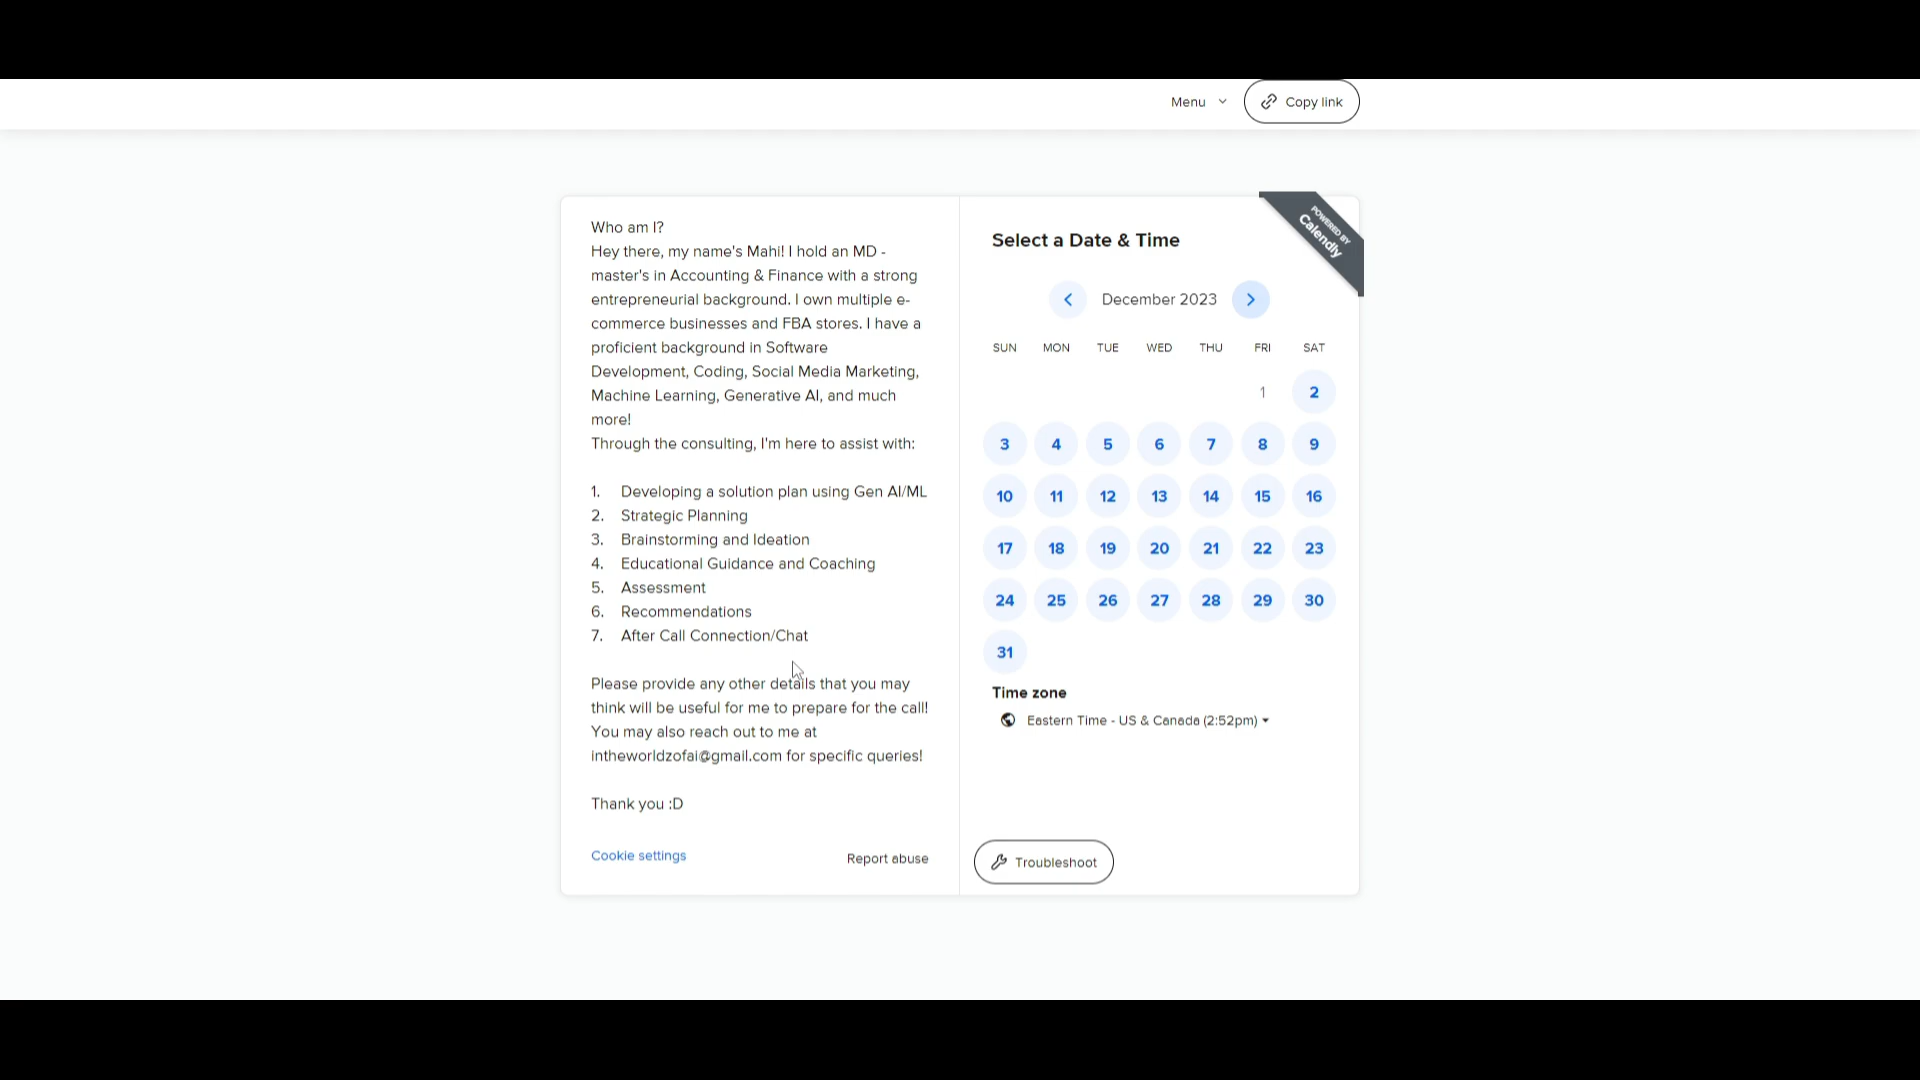 Menu
Copy link
Who am I?
Hey there, my name's Mahi! I hold an MD -
master's in Accounting & Finance with a strong
entrepreneurial background. I own multiple e-
commerce businesses and FBA stores. I have a
proficient background in Software
Development, Coding, Social Media Marketing,
Machine Learning, Generative AI, and much
more!
Through the consulting, I'm here to assist with:
1. Developing a solution plan using Gen AI/ML
2. Strategic Planning
3. Brainstorming and Ideation
4. Educational Guidance and Coaching
5. Assessment
6. Recommendations
7. After Call Connection/Chat
Please provide any other details that you may
think will be useful for me to prepare for the call!
You may also reach out to me at
intheworldzofai@gmail.com for specific queries!
Thank you :D
Cookie settings
Report abuse
POWERED BY
Calendly
Select a Date & Time
December 2023
SUN MON TUE WED THU FRI SAT
1 2
3 4 5 6 7 8 9
10 11 12 13 14 15 16
17 18 19 20 21 22 23
24 25 26 27 28 29 30
31
Time zone
Eastern Time - US & Canada (2:52pm)
Troubleshoot